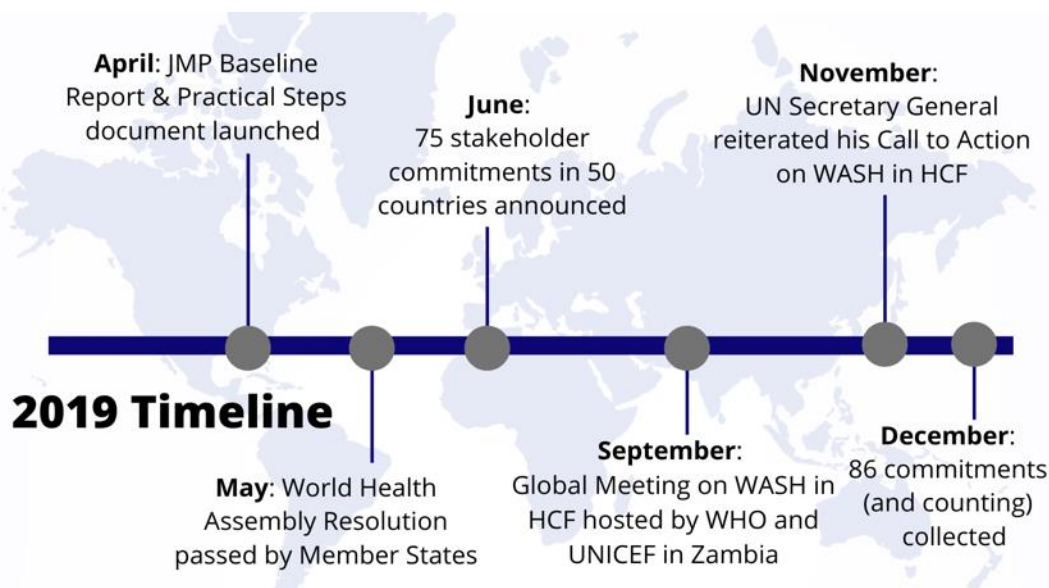 April: JMP Baseline
Report & Practical Steps
document launched
June:
75 stakeholder
commitments in 50
countries announced
November:
UN Secretary General
reiterated his Call to Action
on WASH in HCF
2019 Timeline
May: World Health
Assembly Resolution
passed by Member States
September:
Global Meeting on WASH in
HCF hosted by WHO and
UNICEF in Zambia
December:
86 commitments
(and counting)
collected